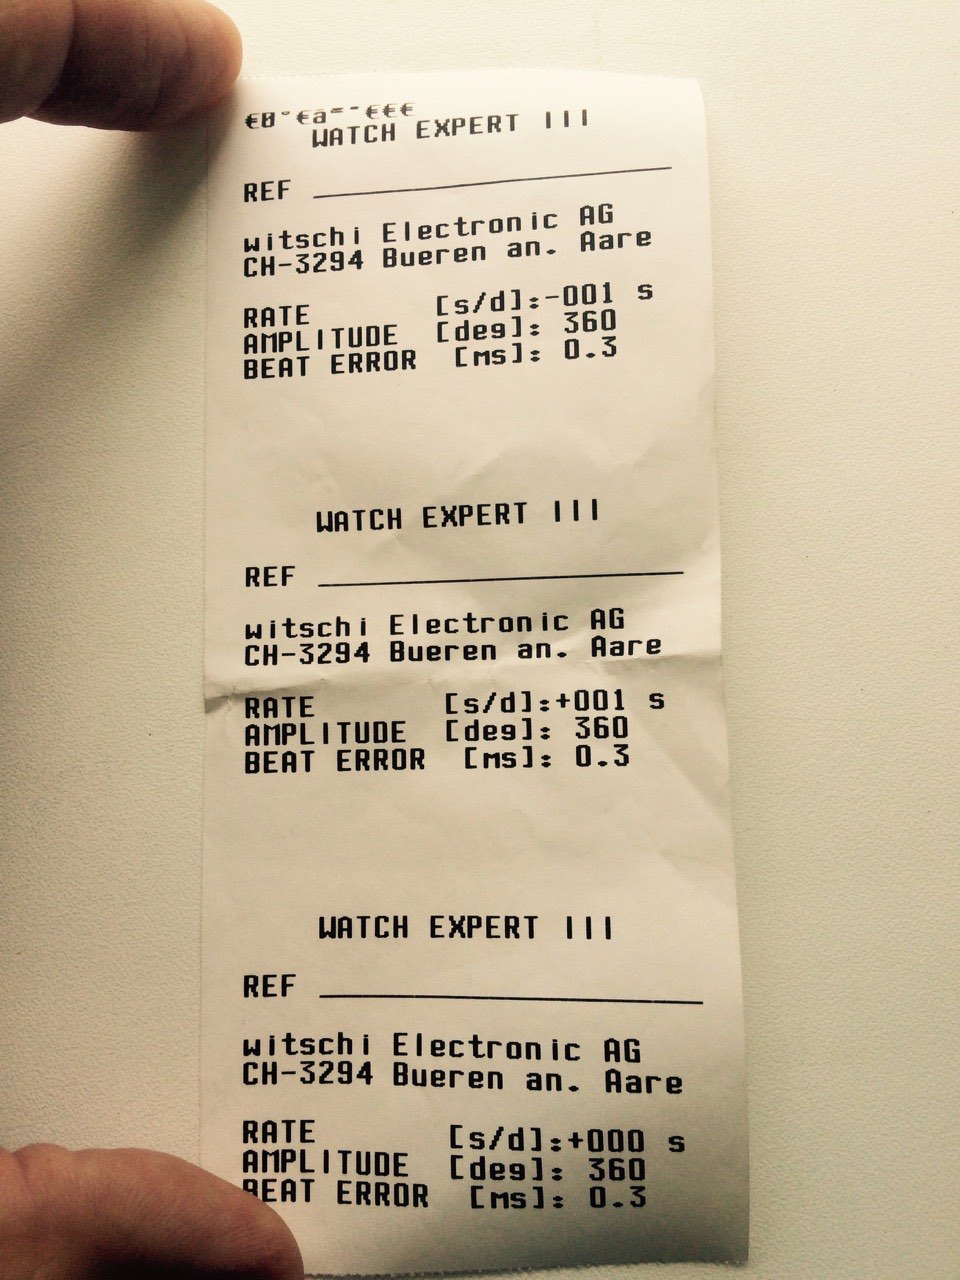 €0~€a=-€€€
WATCH EXPERT III
REF
witschi Electronic AG
CH-3294 Bueren an. Aare
RATE [s/d]:-001 s
AMPLITUDE [deg]: 360
BEAT ERROR [ms]: 0.3
WATCH EXPERT III
REF
witschi Electronic AG
CH-3294 Bueren an. Aare
RATE [s/d]:+001 s
AMPLITUDE [deg]: 360
BEAT ERROR [ms]: 0.3
WATCH EXPERT III
REF
witschi Electronic AG
CH-3294 Bueren an. Aare
RATE [s/d]:+000 s
AMPLITUDE [deg]: 360
BEAT ERROR [ms]: 0.3